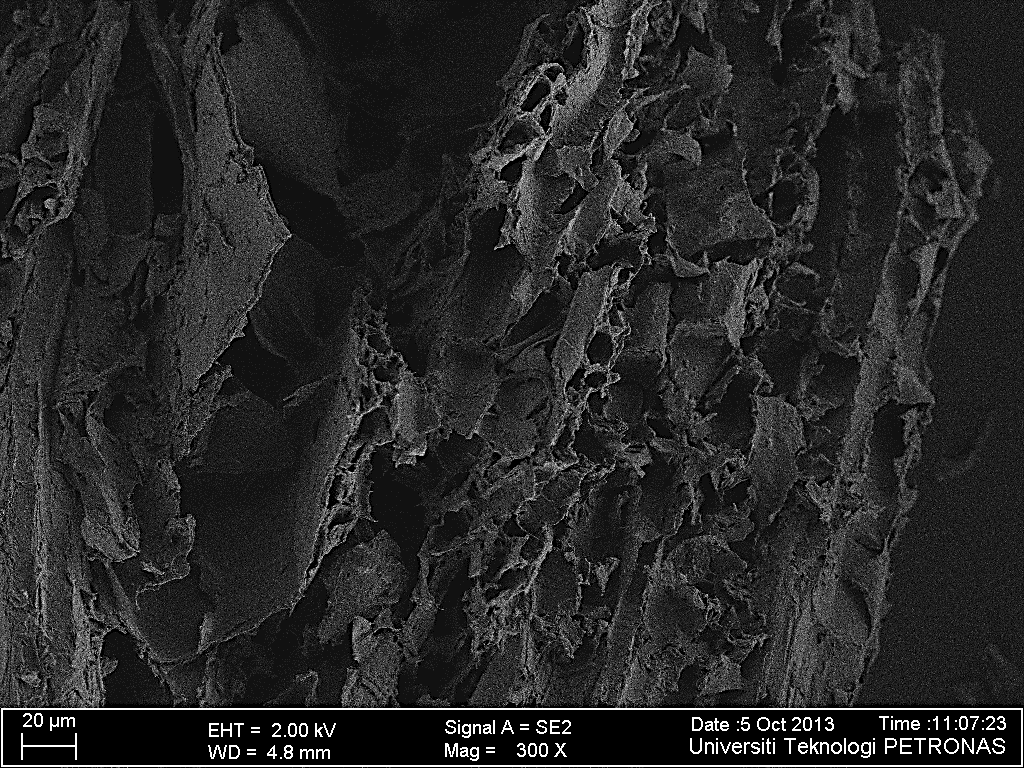 20 µm
EHT = 2.00 kV
WD = 4.8 mm
Signal A = SE2
Mag = 300 X
Date :5 Oct 2013 Time :11:07:23
Universiti Teknologi PETRONAS